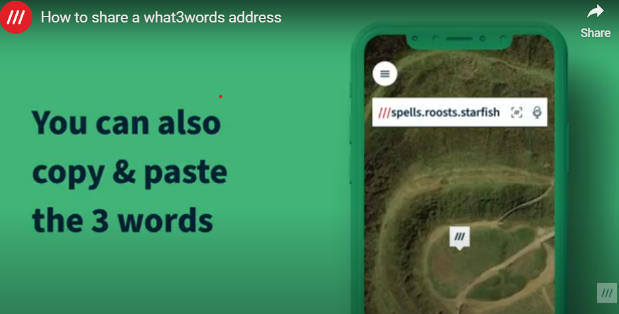 How to share a what3words address
Share
You can also
copy & paste
the 3 words
///spells.roosts.starfish
///